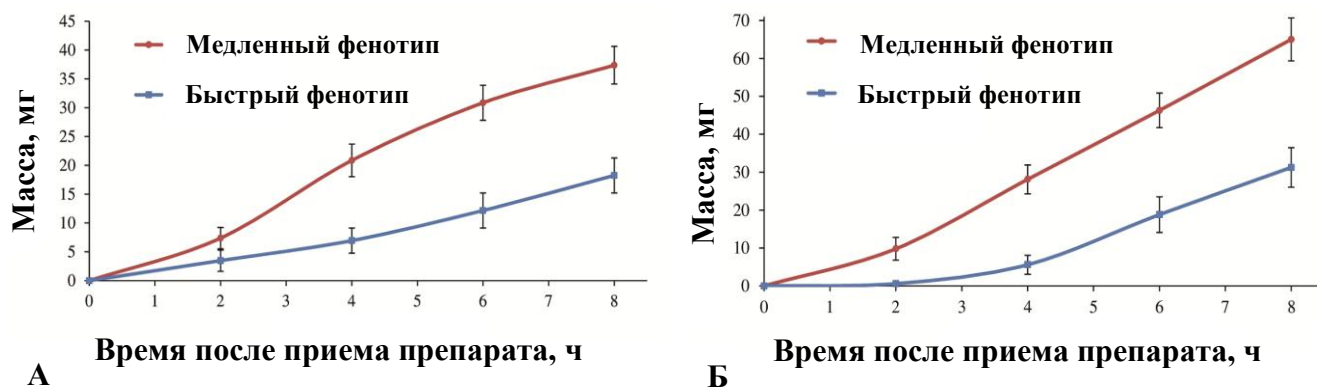 Масса, мг
45
40
35
30
25
20
15
10
5
0
Медленный фенотип
Быстрый фенотип
0 1 2 3 4 5 6 7 8
Время после приема препарата, ч
А
Масса, мг
70
60
50
40
30
20
10
0
Медленный фенотип
Быстрый фенотип
0 1 2 3 4 5 6 7 8
Время после приема препарата, ч
Б